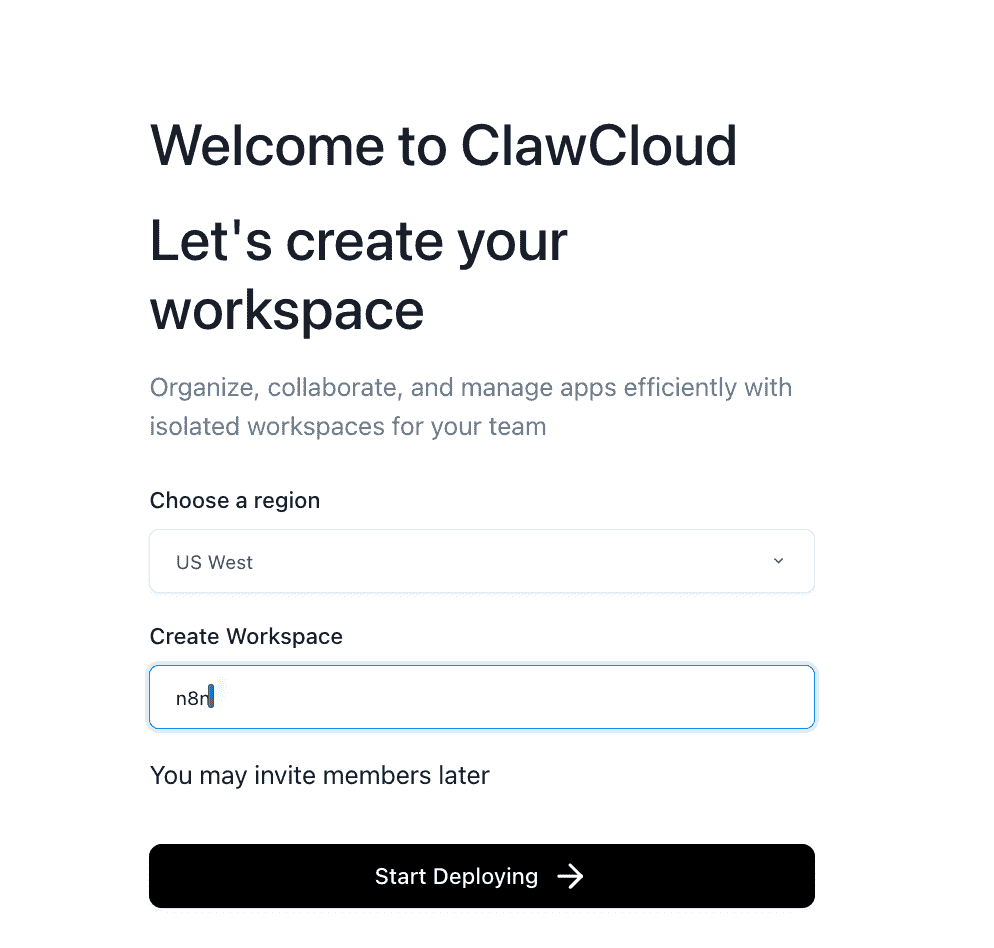 Welcome to ClawCloud
Let's create your
workspace
Organize, collaborate, and manage apps efficiently with
isolated workspaces for your team
Choose a region
US West
Create Workspace
n8n
You may invite members later
Start Deploying